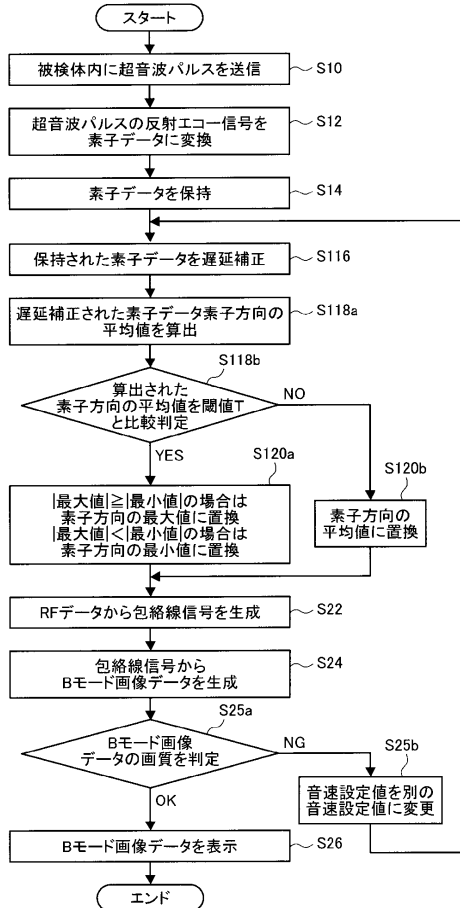 スタート
被検体内に超音波パルスを送信
S10
超音波パルスの反射エコー信号を
素子データに変換
S12
素子データを保持
S14
保持された素子データを遅延補正
S116
遅延補正された素子データ素子方向の
平均値を算出
S118a
S118b
算出された
素子方向の平均値を閾値T
と比較判定
NO
YES
S120a
|最大値|≧|最小値|の場合は
素子方向の最大値に置換
|最大値|<|最小値|の場合は
素子方向の最小値に置換
S120b
素子方向の
平均値に置換
RFデータから包絡線信号を生成
S22
包絡線信号から
Bモード画像データを生成
S24
S25a
Bモード画像
データの画質を判定
NG
OK
S25b
音速設定値を別の
音速設定値に変更
Bモード画像データを表示
S26
エンド